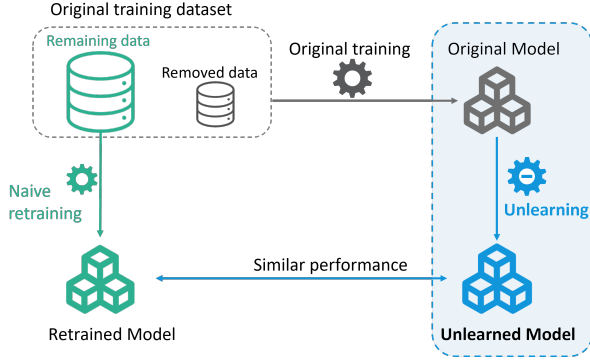 Original training dataset
Remaining data
Removed data
Original training
Original Model
Naive
retraining
Unlearning
Similar performance
Retrained Model
Unlearned Model